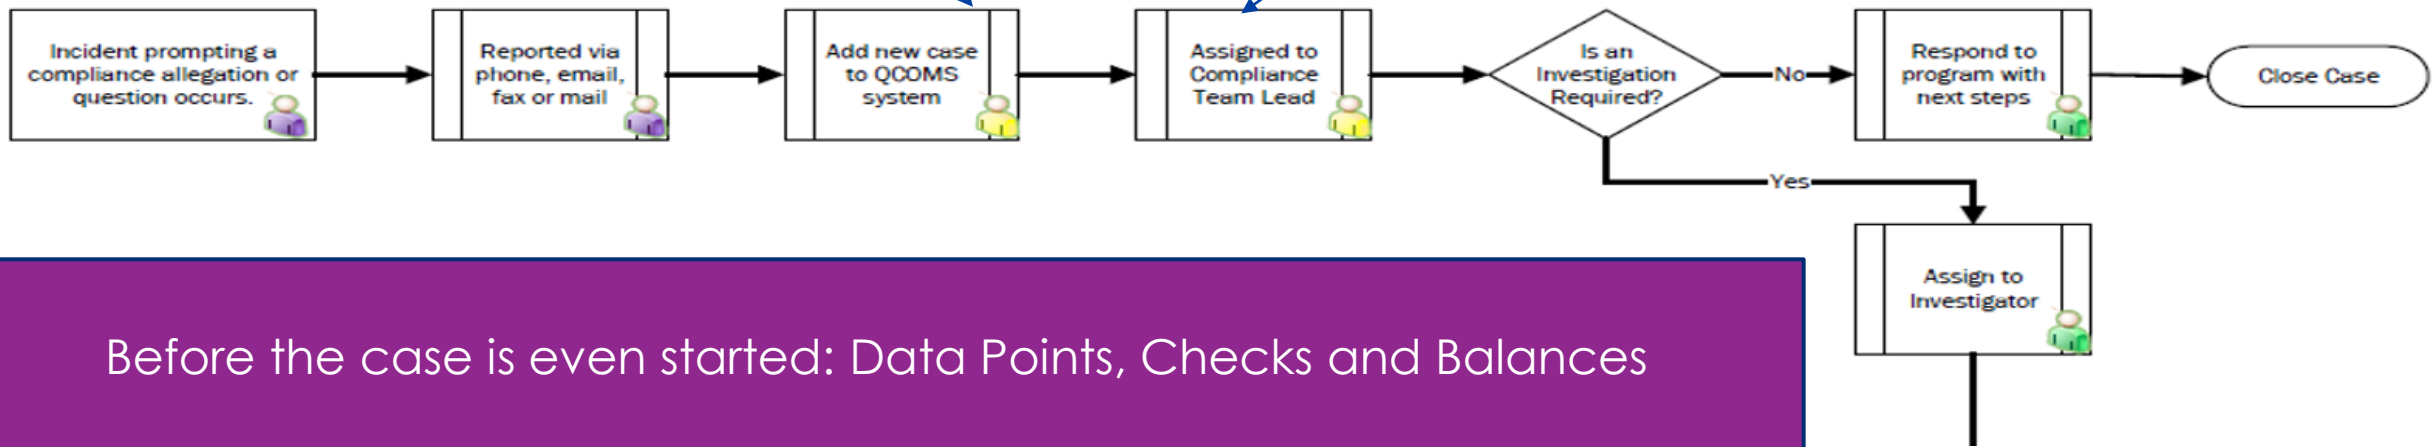 Incident prompting a
compliance allegation or
question occurs.
Reported via
phone, email,
fax or mail
Add new case
to QCOMS
system
Assigned to
Compliance
Team Lead
Is an
Investigation
Required?
No
Respond to
program with
next steps
Close Case
Yes
Assign to
Investigator
Before the case is even started: Data Points, Checks and Balances